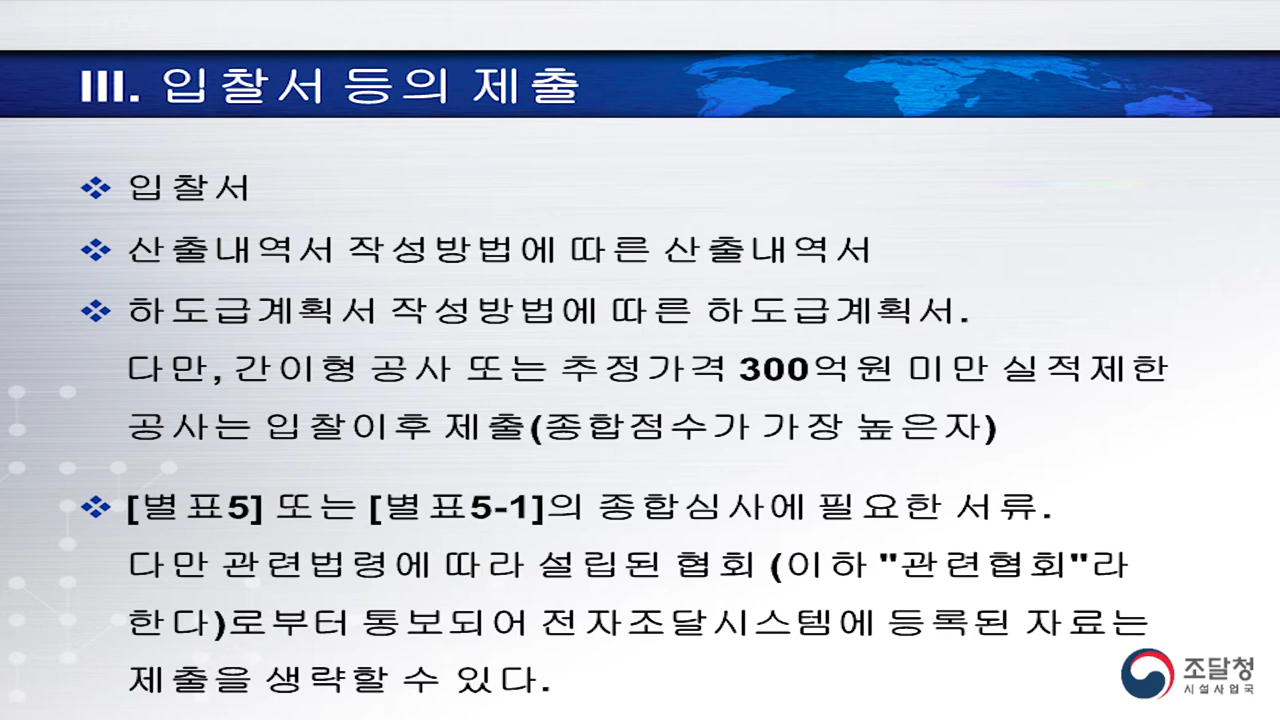 III. 입찰서 등의 제출
입찰서
산출내역서 작성방법에 따른 산출내역서
하도급계획서 작성방법에 따른 하도급계획서.
다만, 간이형 공사 또는 추정가격 300억원 미만 실적제한
공사는 입찰이후 제출(종합점수가 가장 높은자)
[별표5] 또는 [별표5-1]의 종합심사에 필요한 서류.
다만 관련법령에 따라 설립된 협회 (이하 "관련협회"라
한다)로부터 통보되어 전자조달시스템에 등록된 자료는
제출을 생략할 수 있다.
조달청
시설사업국